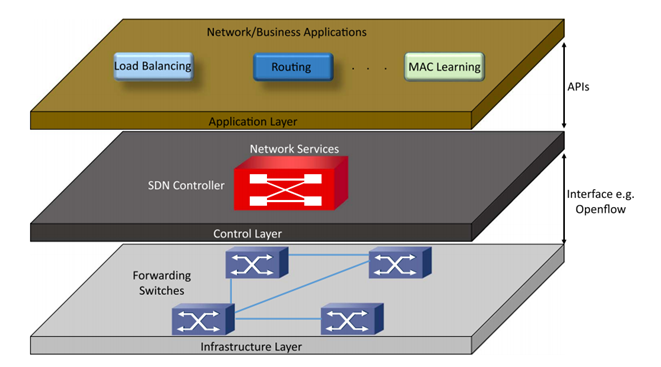 Network/Business Applications
Load Balancing
Routing
. . .
MAC Learning
APIs
Application Layer
Network Services
SDN Controller
Interface e.g.
Openflow
Control Layer
Forwarding
Switches
Infrastructure Layer